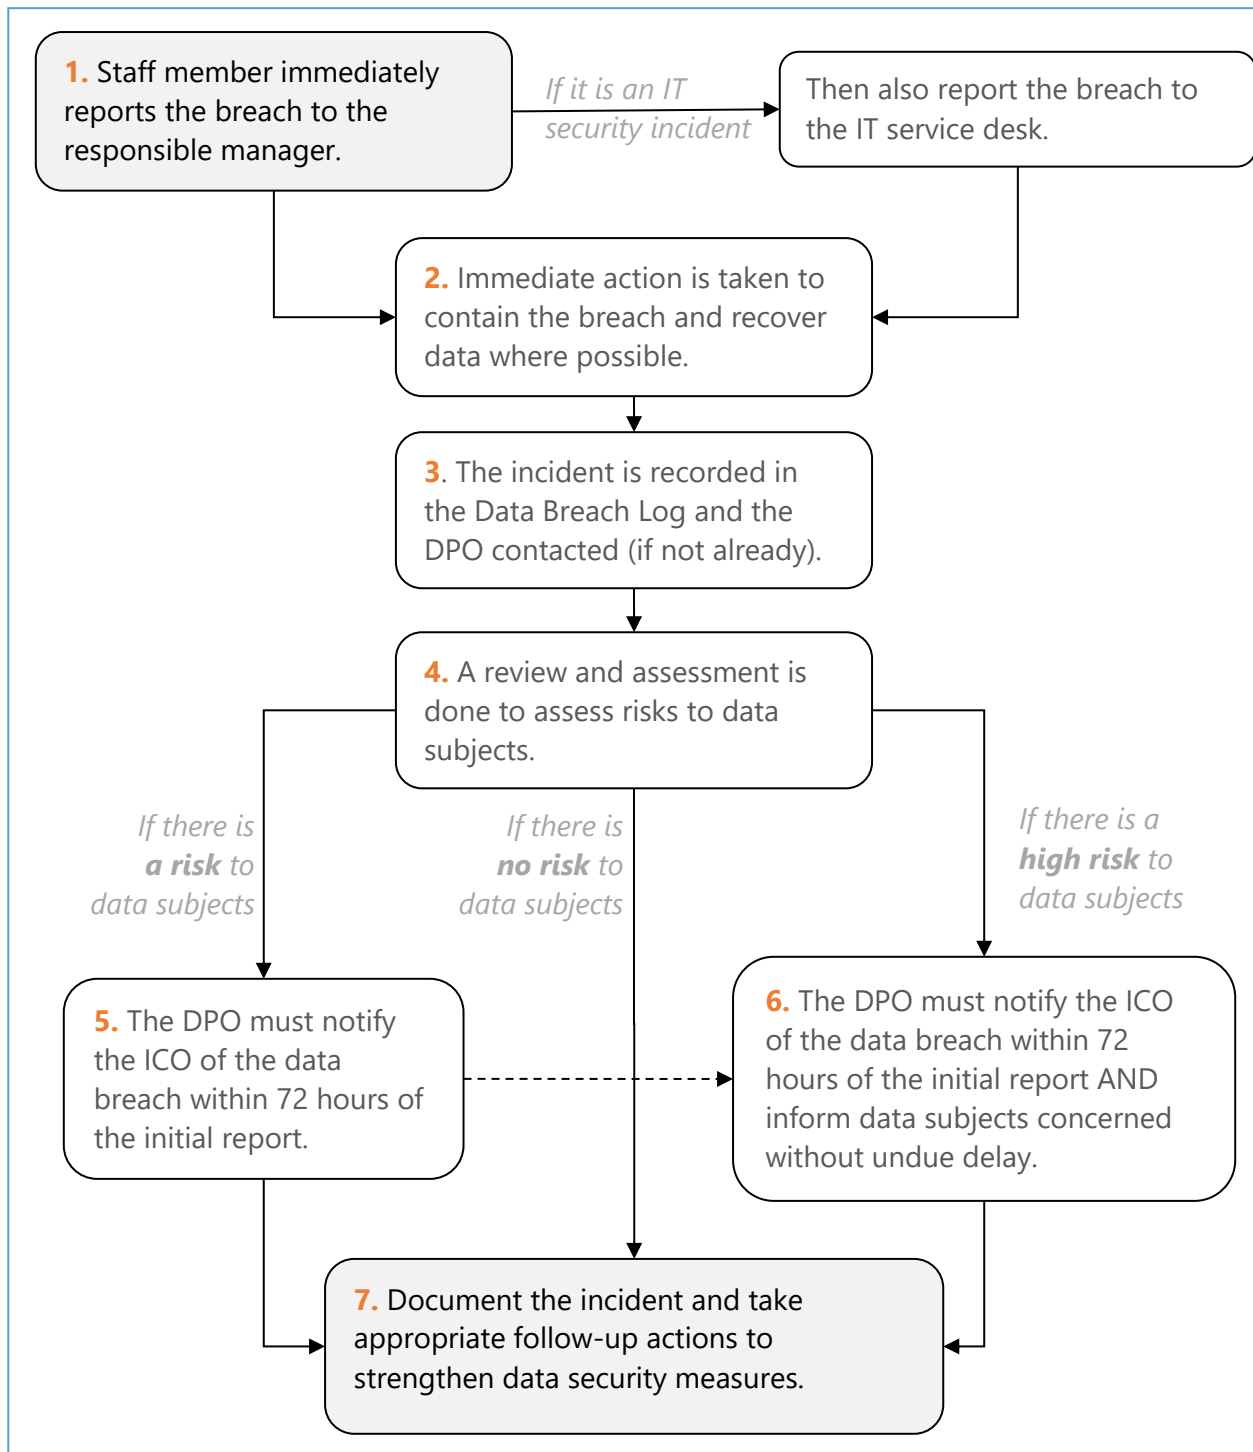 1. Staff member immediately
reports the breach to the
responsible manager.
If it is an IT
security incident
Then also report the breach to
the IT service desk.
2. Immediate action is taken to
contain the breach and recover
data where possible.
3. The incident is recorded in
the Data Breach Log and the
DPO contacted (if not already).
4. A review and assessment is
done to assess risks to data
subjects.
If there is
a risk to
data subjects
If there is
no risk to
data subjects
If there is a
high risk to
data subjects
5. The DPO must notify
the ICO of the data
breach within 72 hours of
the initial report.
6. The DPO must notify the ICO
of the data breach within 72
hours of the initial report AND
inform data subjects concerned
without undue delay.
7. Document the incident and take
appropriate follow-up actions to
strengthen data security measures.